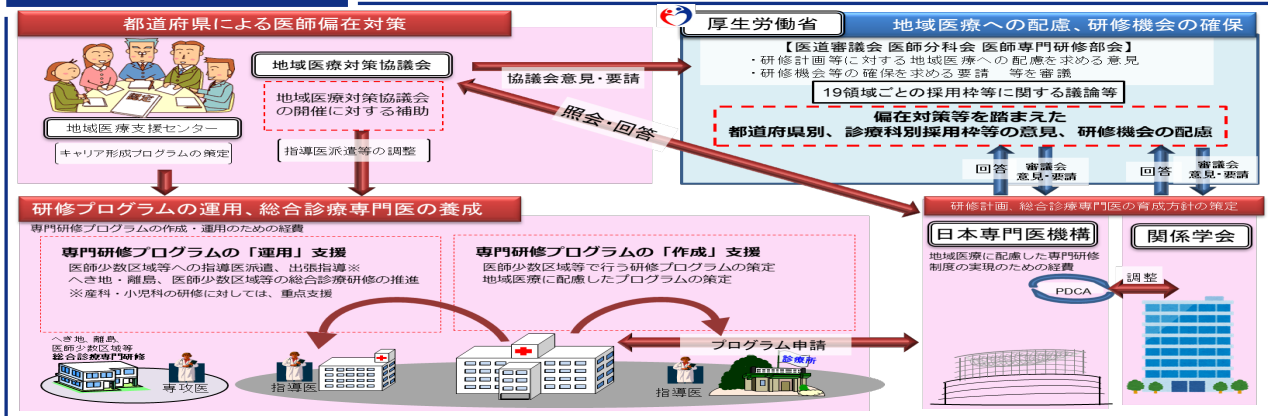 都道府県による医師偏在対策
策定
地域医療支援センター
キャリア形成プログラムの策定
地域医療対策協議会
地域医療対策協議会
の開催に対する補助
指導医派遣等の調整
協議会意見・要請
照会・回答
厚生労働省
地域医療への配慮、研修機会の確保
【医道審議会 医師分科会 医師専門研修部会】
・研修計画等に対する地域医療への配慮を求める意見
・研修機会等の確保を求める要請　等を審議
19領域ごとの採用枠等に関する議論等
偏在対策等を踏まえた
都道府県別、診療科別採用枠等の意見、研修機会の配慮
回答
審議会
意見・要請
回答
審議会
意見・要請
研修プログラムの運用、総合診療専門医の養成
専門研修プログラムの作成・運用のための経費
専門研修プログラムの「運用」支援
医師少数区域等への指導医派遣、出張指導※
へき地・離島、医師少数区域等の総合診療研修の推進
※産科・小児科の研修に対しては、重点支援
専門研修プログラムの「作成」支援
医師少数区域等で行う研修プログラムの策定
地域医療に配慮したプログラムの策定
へき地、離島、
医師少数区域等
総合診療専門研修
専攻医
指導医
指導医
診療所
プログラム申請
研修計画、総合診療専門医の育成方針の策定
日本専門医機構
地域医療に配慮した専門研修
制度の実現のための経費
PDCA
調整
関係学会